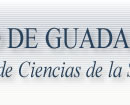 DE GUADA
de Ciencias de la